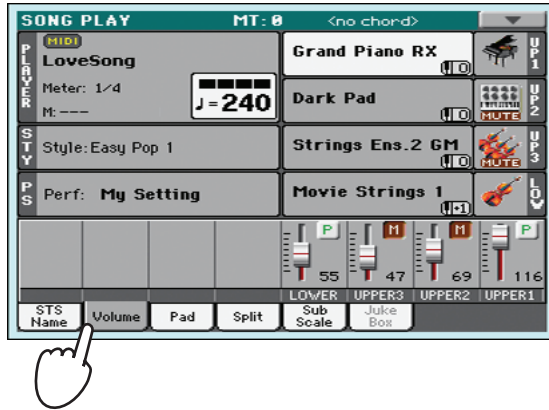 SONG PLAY MT: 0 <no chord>
PLAYER
MIDI
LoveSong
Meter: 1/4
M: ---
♩=240
STY
Style: Easy Pop 1
PS
Perf: My Setting
Grand Piano RX
0
UP1
Dark Pad
0
MUTE
UP2
Strings Ens.2 GM
0
MUTE
UP3
Movie Strings 1
+1
LOW
P M M P
55 47 69 116
LOWER UPPER3 UPPER2 UPPER1
STS Name
Volume
Pad
Split
Sub Scale
Juke Box